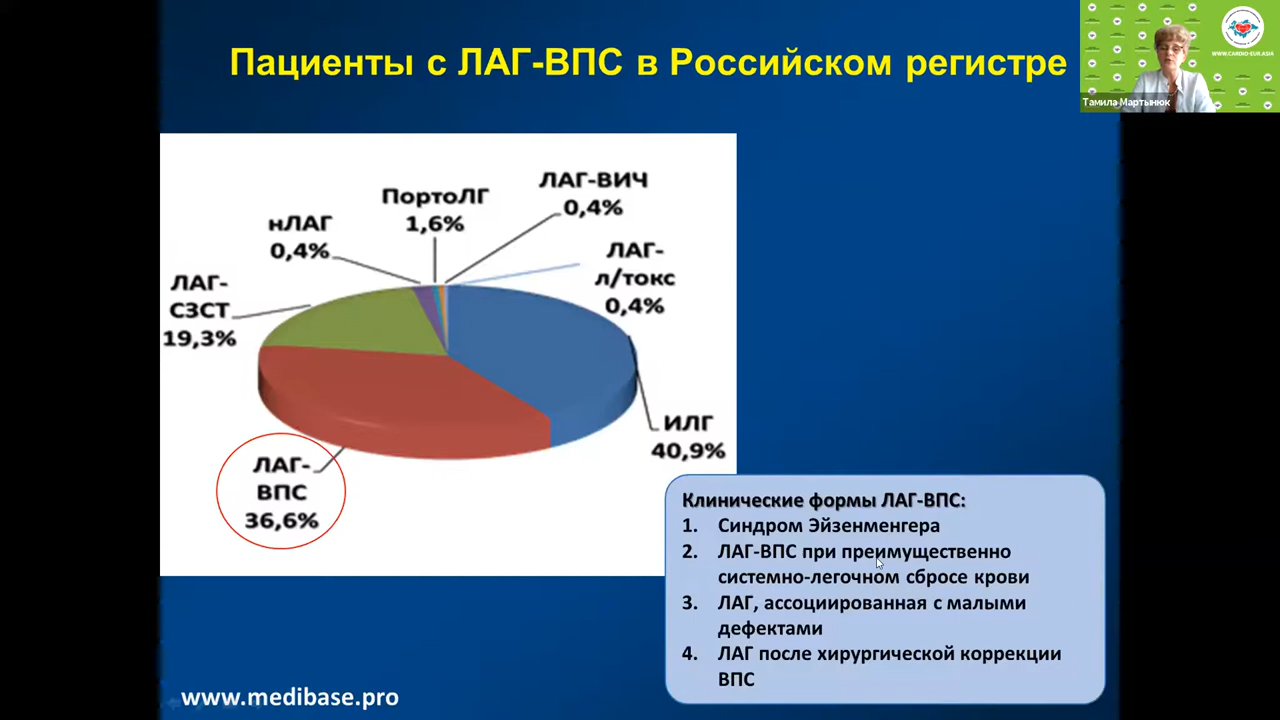 Пациенты с ЛАГ-ВПС в Российском регистре
WWW.CARDIO-EUR.ASIA
Тамила Мартынюк
ЛАГ-ВИЧ
0,4%
ПортоЛГ
1,6%
нЛАГ
0,4%
ЛАГ-
л/токс
0,4%
ЛАГ-
СЗСТ
19,3%
ИЛГ
40,9%
ЛАГ-
ВПС
36,6%
Клинические формы ЛАГ-ВПС:
1. Синдром Эйзенменгера
2. ЛАГ-ВПС при преимущественно
системно-легочном сбросе крови
3. ЛАГ, ассоциированная с малыми
дефектами
4. ЛАГ после хирургической коррекции
ВПС
www.medibase.pro